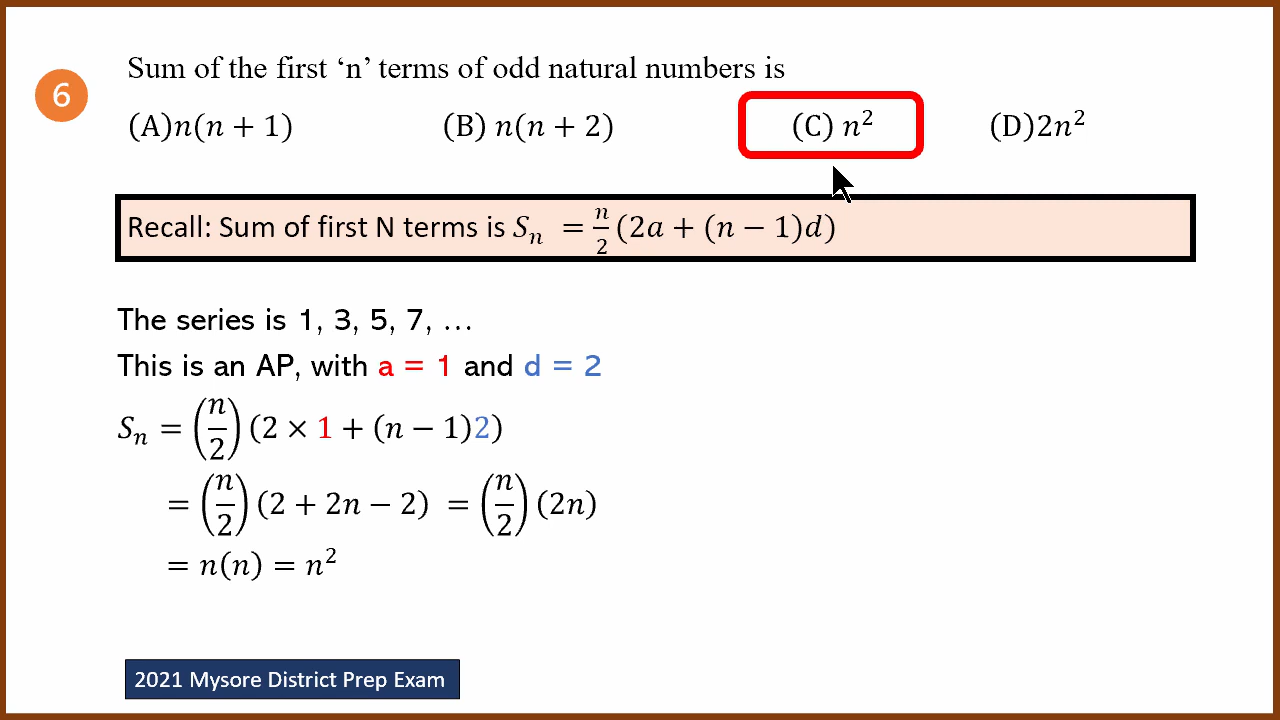 6
Sum of the first ‘n’ terms of odd natural numbers is
(A)n(n + 1) (B) n(n + 2) (C) n² (D)2n²
Recall: Sum of first N terms is Sₙ = n/2 (2a + (n − 1)d)
The series is 1, 3, 5, 7, …
This is an AP, with a = 1 and d = 2
Sₙ = (n/2) (2 × 1 + (n − 1)2)
= (n/2) (2 + 2n − 2) = (n/2) (2n)
= n(n) = n²
2021 Mysore District Prep Exam